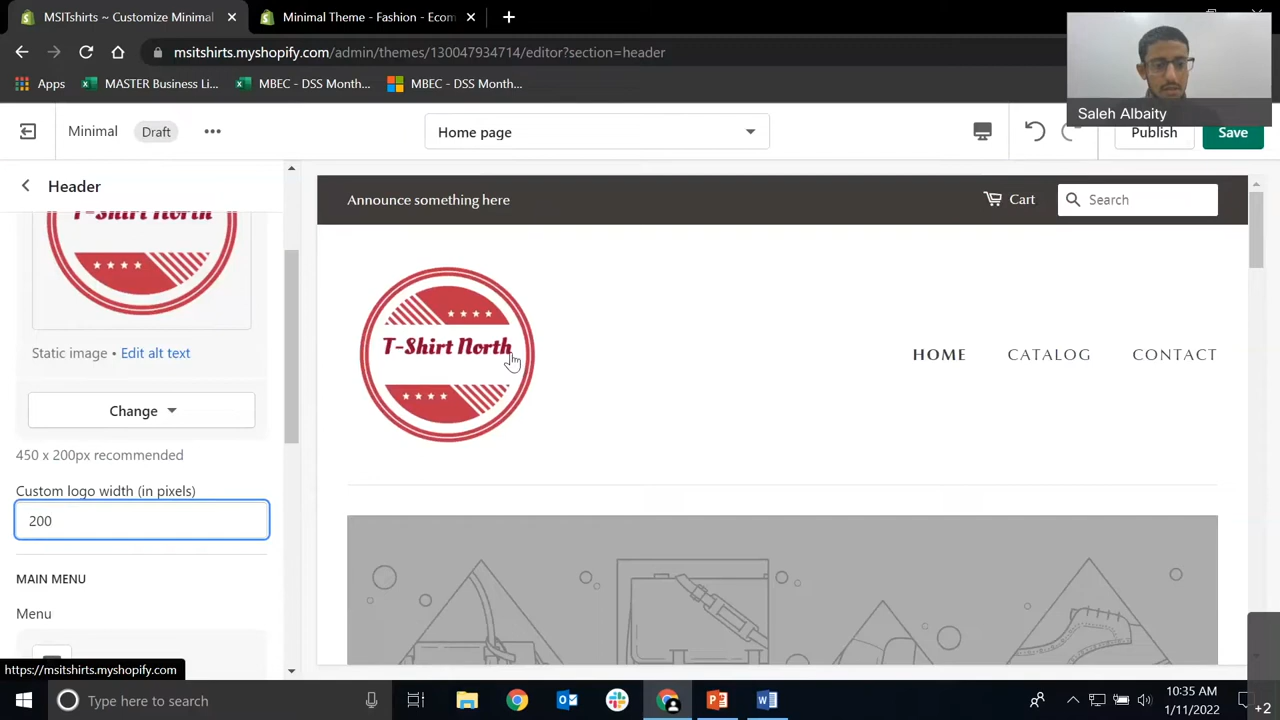 MSITshirts ~ Customize Minimal
Minimal Theme - Fashion - Ecom
msitshirts.myshopify.com/admin/themes/130047934714/editor?section=header
Apps
MASTER Business Li...
MBEC - DSS Month...
MBEC - DSS Month...
Saleh Albaity
Minimal
Draft
Home page
Publish
Save
Header
T-Shirt North
Static image • Edit alt text
Change
450 x 200px recommended
Custom logo width (in pixels)
200
MAIN MENU
Menu
https://msitshirts.myshopify.com
Announce something here
Cart
Search
T-Shirt North
HOME
CATALOG
CONTACT
Type here to search
10:35 AM
1/11/2022
+2